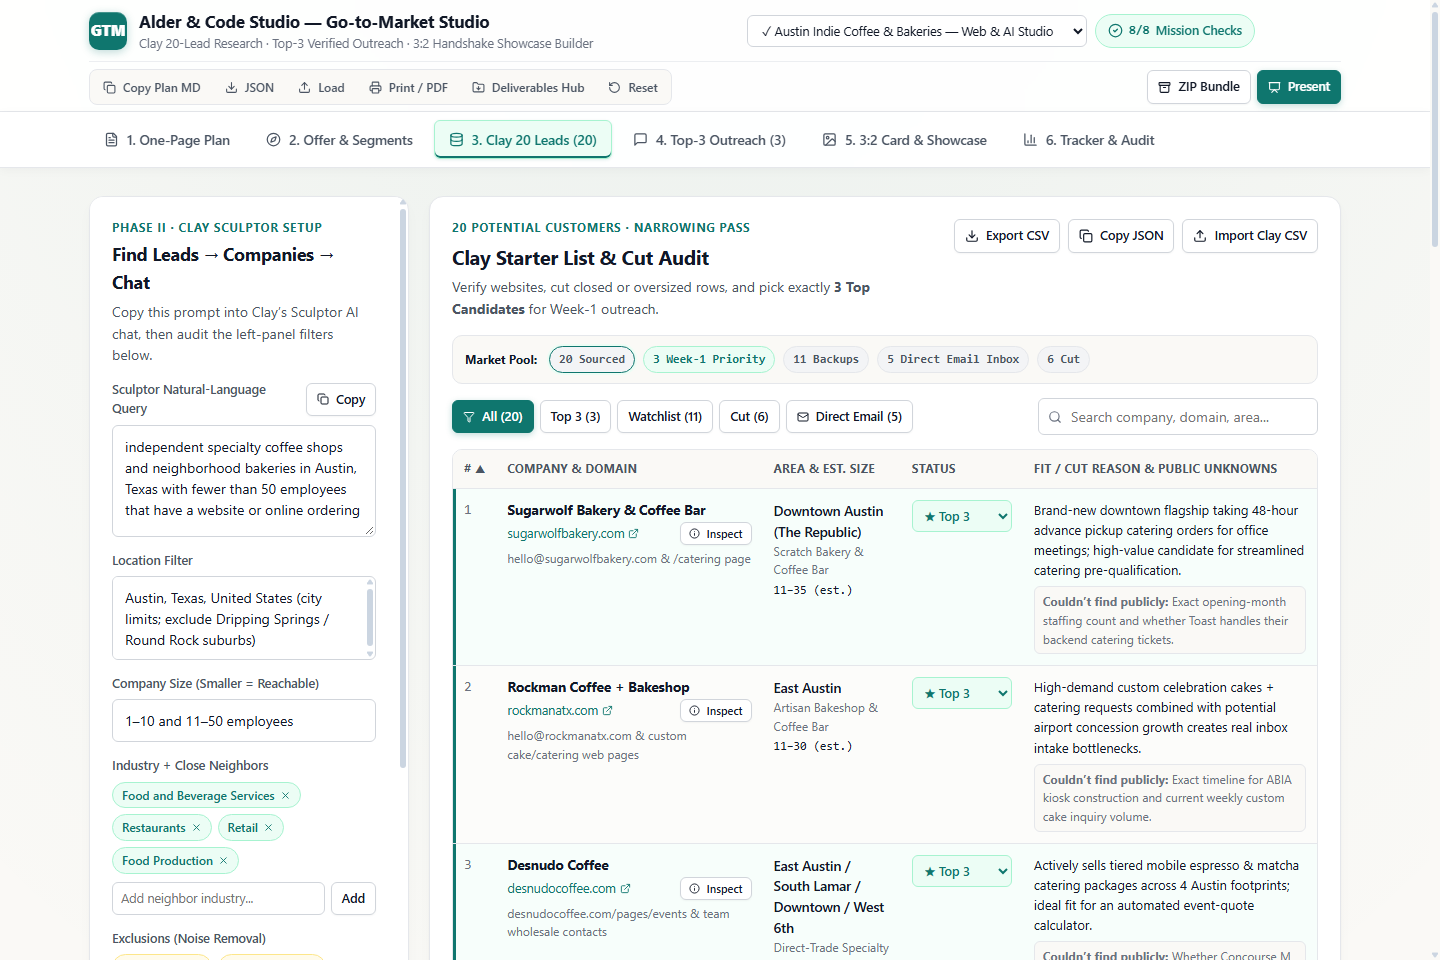 GTM
Alder & Code Studio — Go-to-Market Studio
Clay 20-Lead Research · Top-3 Verified Outreach · 3:2 Handshake Showcase Builder
✓ Austin Indie Coffee & Bakeries — Web & AI Studio
8/8 Mission Checks
Copy Plan MD
JSON
Load
Print / PDF
Deliverables Hub
Reset
ZIP Bundle
Present
1. One-Page Plan
2. Offer & Segments
3. Clay 20 Leads (20)
4. Top-3 Outreach (3)
5. 3:2 Card & Showcase
6. Tracker & Audit
PHASE II · CLAY SCULPTOR SETUP
Find Leads → Companies →
Chat
Copy this prompt into Clay's Sculptor AI
chat, then audit the left-panel filters
below.
Sculptor Natural-Language
Query
Copy
independent specialty coffee shops
and neighborhood bakeries in Austin,
Texas with fewer than 50 employees
that have a website or online ordering
Location Filter
Austin, Texas, United States (city
limits; exclude Dripping Springs /
Round Rock suburbs)
Company Size (Smaller = Reachable)
1–10 and 11–50 employees
Industry + Close Neighbors
Food and Beverage Services ×
Restaurants ×
Retail ×
Food Production ×
Add neighbor industry...
Add
Exclusions (Noise Removal)
20 POTENTIAL CUSTOMERS · NARROWING PASS
Clay Starter List & Cut Audit
Verify websites, cut closed or oversized rows, and pick exactly 3 Top
Candidates for Week-1 outreach.
Export CSV
Copy JSON
Import Clay CSV
Market Pool:
20 Sourced
3 Week-1 Priority
11 Backups
5 Direct Email Inbox
6 Cut
All (20)
Top 3 (3)
Watchlist (11)
Cut (6)
Direct Email (5)
Search company, domain, area...
# ▲
COMPANY & DOMAIN
AREA & EST. SIZE
STATUS
FIT / CUT REASON & PUBLIC UNKNOWNS
1
Sugarwolf Bakery & Coffee Bar
sugarwolfbakery.com
Inspect
hello@sugarwolfbakery.com & /catering page
Downtown Austin
(The Republic)
Scratch Bakery &
Coffee Bar
11–35 (est.)
★ Top 3
Brand-new downtown flagship taking 48-hour
advance pickup catering orders for office
meetings; high-value candidate for streamlined
catering pre-qualification.
Couldn't find publicly: Exact opening-month
staffing count and whether Toast handles their
backend catering tickets.
2
Rockman Coffee + Bakeshop
rockmanatx.com
Inspect
hello@rockmanatx.com & custom
cake/catering web pages
East Austin
Artisan Bakeshop &
Coffee Bar
11–30 (est.)
★ Top 3
High-demand custom celebration cakes +
catering requests combined with potential
airport concession growth creates real inbox
intake bottlenecks.
Couldn't find publicly: Exact timeline for ABIA
kiosk construction and current weekly custom
cake inquiry volume.
3
Desnudo Coffee
desnudocoffee.com
Inspect
desnudocoffee.com/pages/events & team
wholesale contacts
East Austin /
South Lamar /
Downtown / West
6th
Direct-Trade Specialty
★ Top 3
Actively sells tiered mobile espresso & matcha
catering packages across 4 Austin footprints;
ideal fit for an automated event-quote
calculator.
Couldn't find publicly: Whether Concourse M